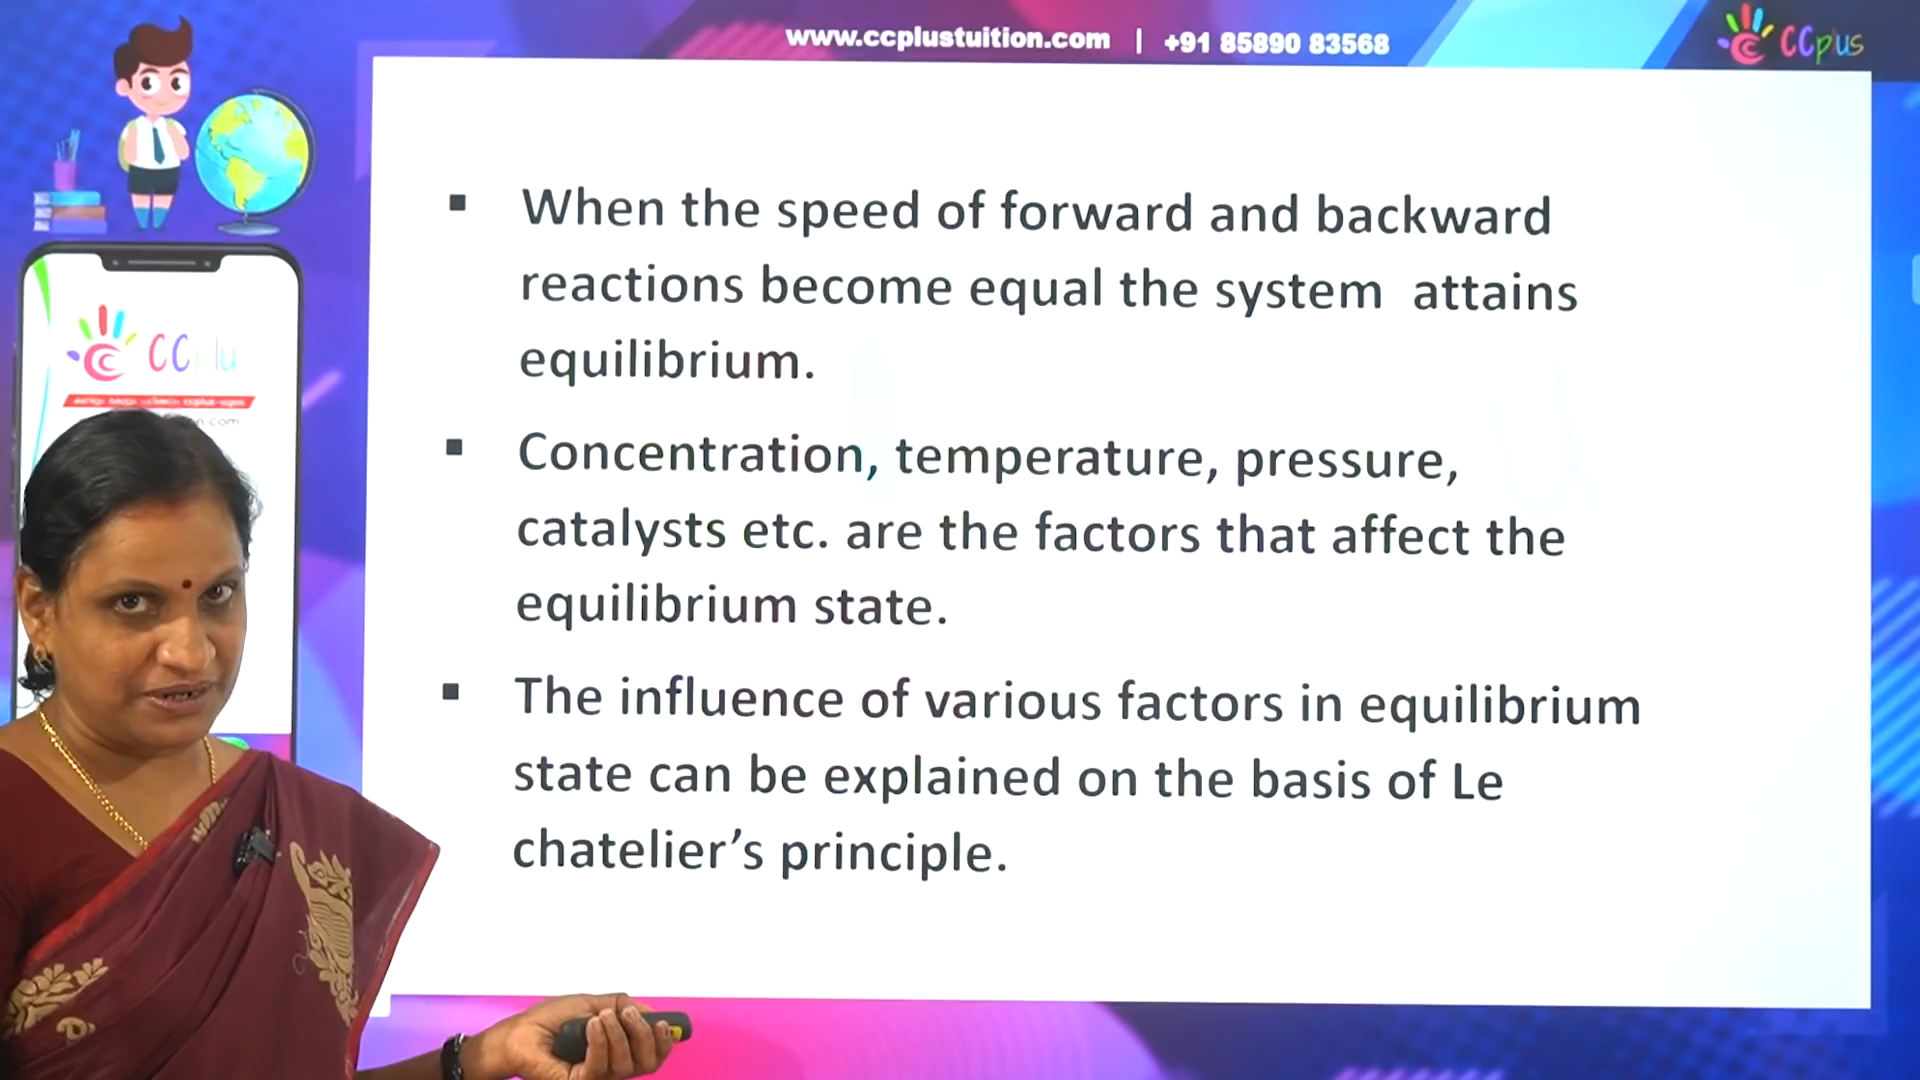 www.ccplustuition.com | +91 85890 83568
CCplus
▪ When the speed of forward and backward
reactions become equal the system attains
equilibrium.
▪ Concentration, temperature, pressure,
catalysts etc. are the factors that affect the
equilibrium state.
▪ The influence of various factors in equilibrium
state can be explained on the basis of Le
chatelier’s principle.
CCplu
n.com